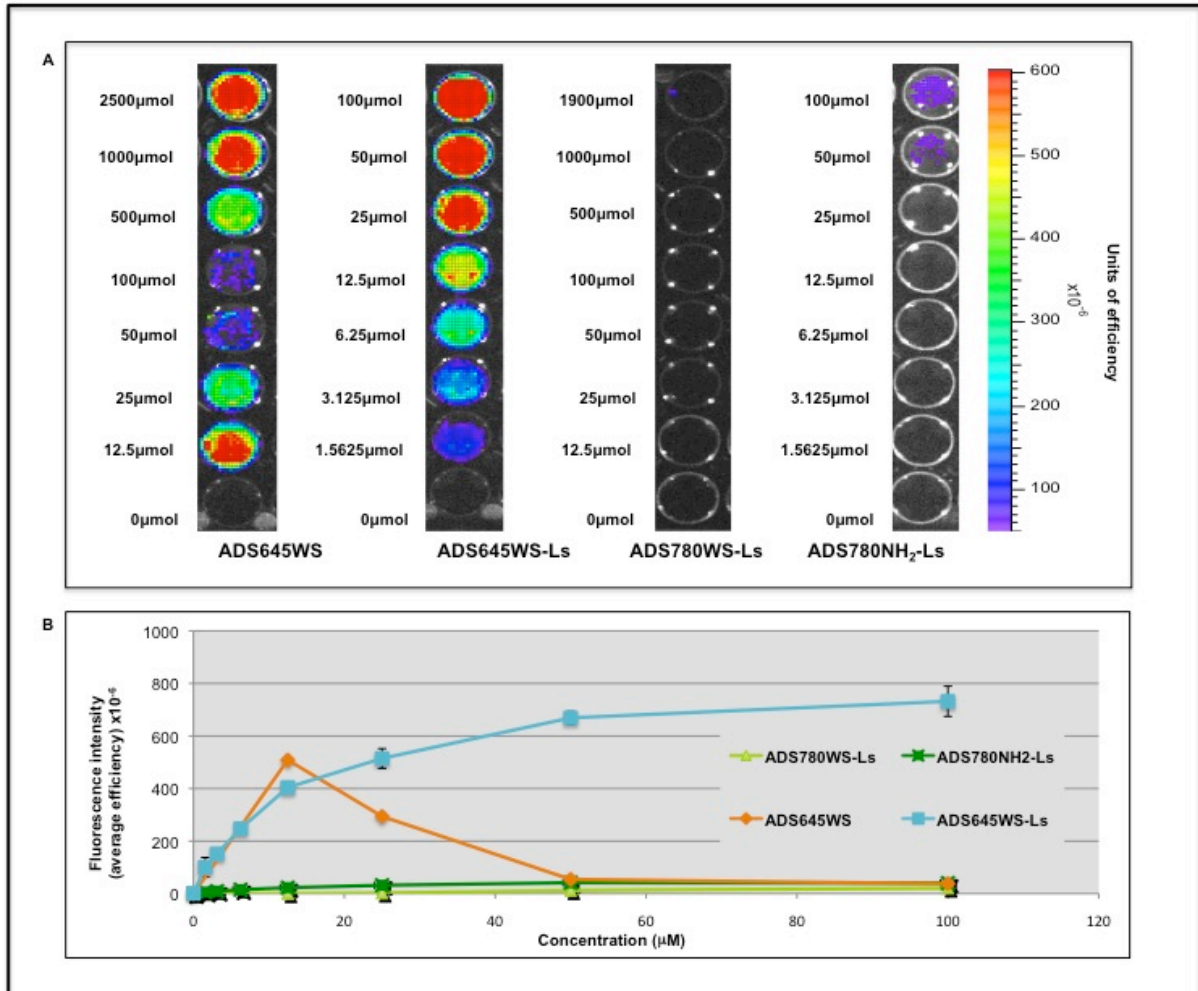 A
2500µmol
1000µmol
500µmol
100µmol
50µmol
25µmol
12.5µmol
0µmol
ADS645WS
100µmol
50µmol
25µmol
12.5µmol
6.25µmol
3.125µmol
1.5625µmol
0µmol
ADS645WS-Ls
1900µmol
1000µmol
500µmol
100µmol
50µmol
25µmol
12.5µmol
0µmol
ADS780WS-Ls
100µmol
50µmol
25µmol
12.5µmol
6.25µmol
3.125µmol
1.5625µmol
0µmol
ADS780NH₂-Ls
600
500
400
300
200
100
x10⁻⁶
Units of efficiency
B
Fluorescence intensity
(average efficiency) x10⁻⁶
1000
800
600
400
200
0
0 20 40 60 80 100 120
Concentration (µM)
ADS780WS-Ls
ADS780NH2-Ls
ADS645WS
ADS645WS-Ls